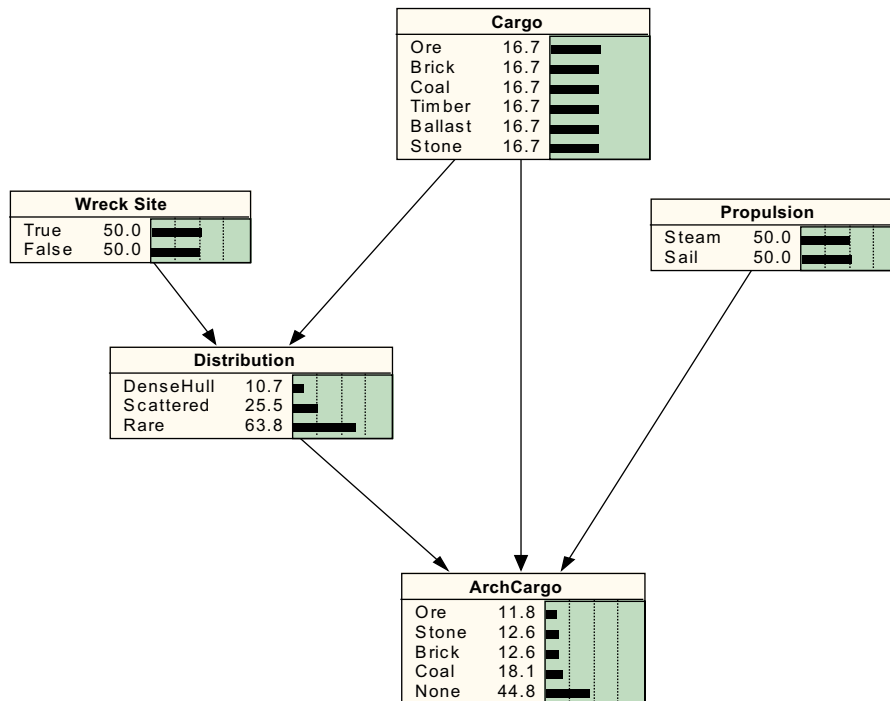 Cargo
Ore 16.7
Brick 16.7
Coal 16.7
Timber 16.7
Ballast 16.7
Stone 16.7
Wreck Site
True 50.0
False 50.0
Propulsion
Steam 50.0
Sail 50.0
Distribution
DenseHull 10.7
Scattered 25.5
Rare 63.8
ArchCargo
Ore 11.8
Stone 12.6
Brick 12.6
Coal 18.1
None 44.8